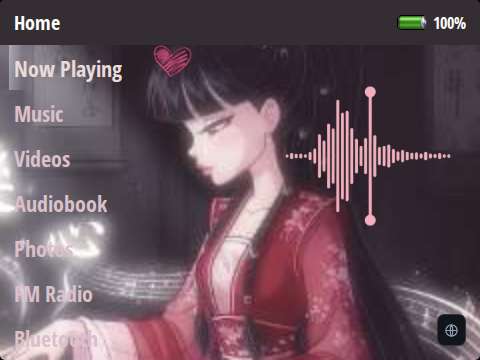 Home
100%
Now Playing
Music
Videos
Audiobook
Photos
FM Radio
Bluetooth